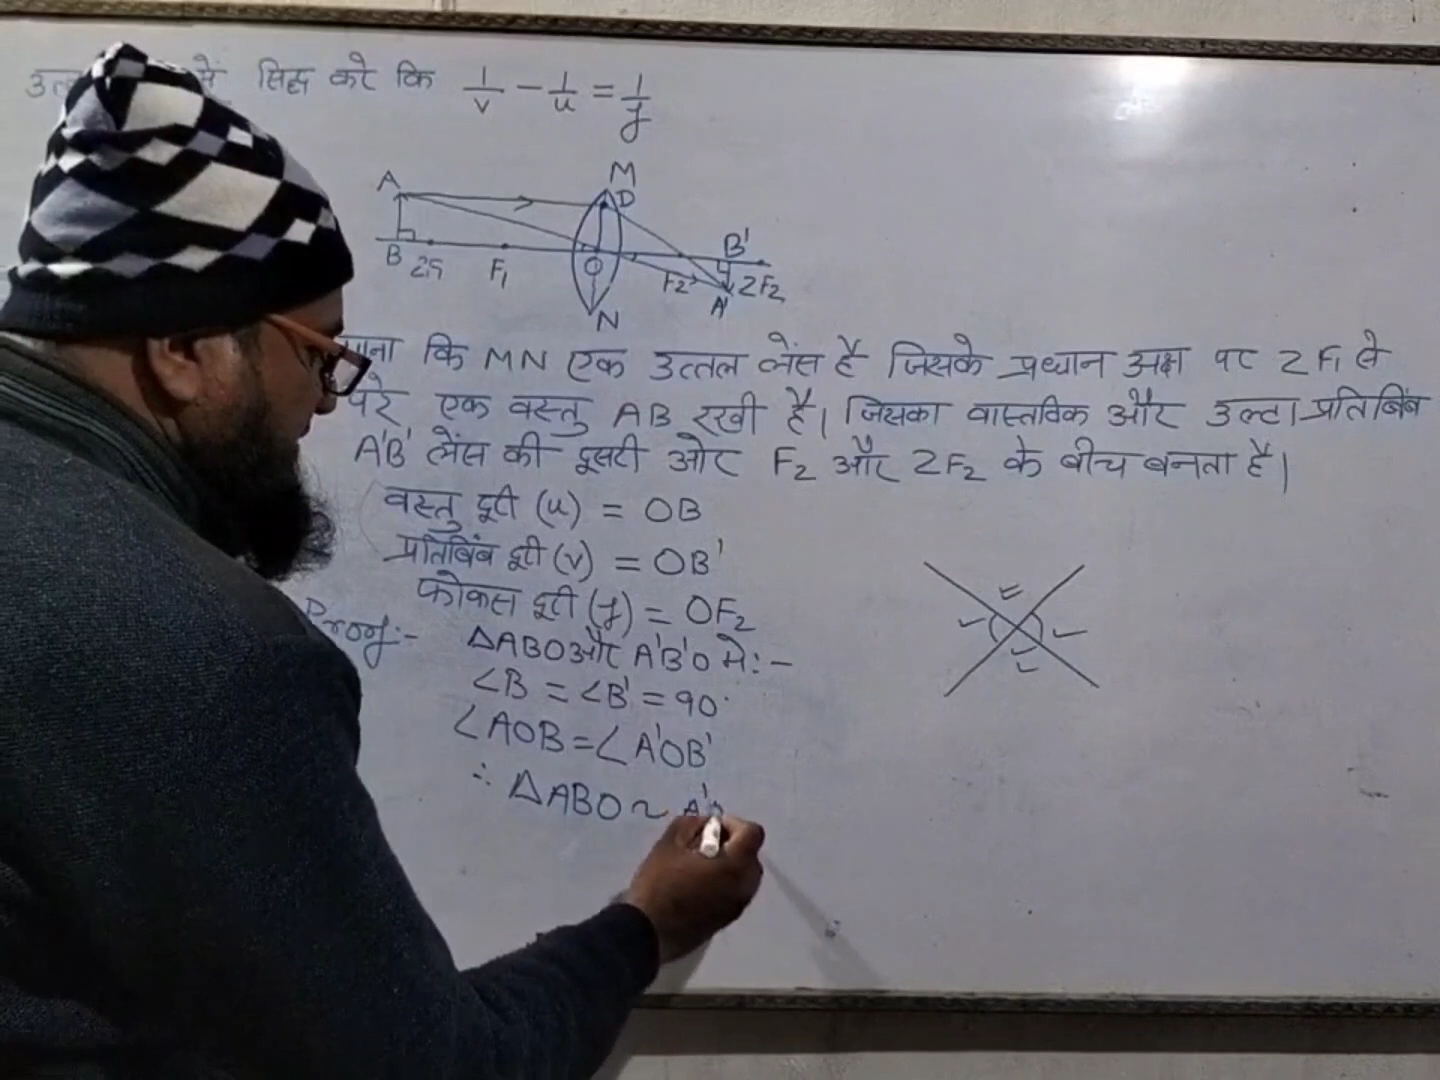 में सिद्ध करे कि 1/v - 1/u = 1/f
M
A
D
B'
B 2F1 F1 O F2 A' 2F2
N
माना कि MN एक उत्तल लेंस है जिसके प्रधान अक्ष पर 2F1 से
परे एक वस्तु AB रखी है। जिसका वास्तविक और उल्टा प्रतिबिंब
A'B' लेंस की दूसरी ओर F2 और 2F2 के बीच बनता है।
वस्तु दूरी (u) = OB
प्रतिबिंब दूरी (v) = OB'
फोकस दूरी (f) = OF2
Proof:- ΔABO और A'B'O मे:-
∠B = ∠B' = 90°
∠AOB = ∠A'OB'
∴ ΔABO ~ A'